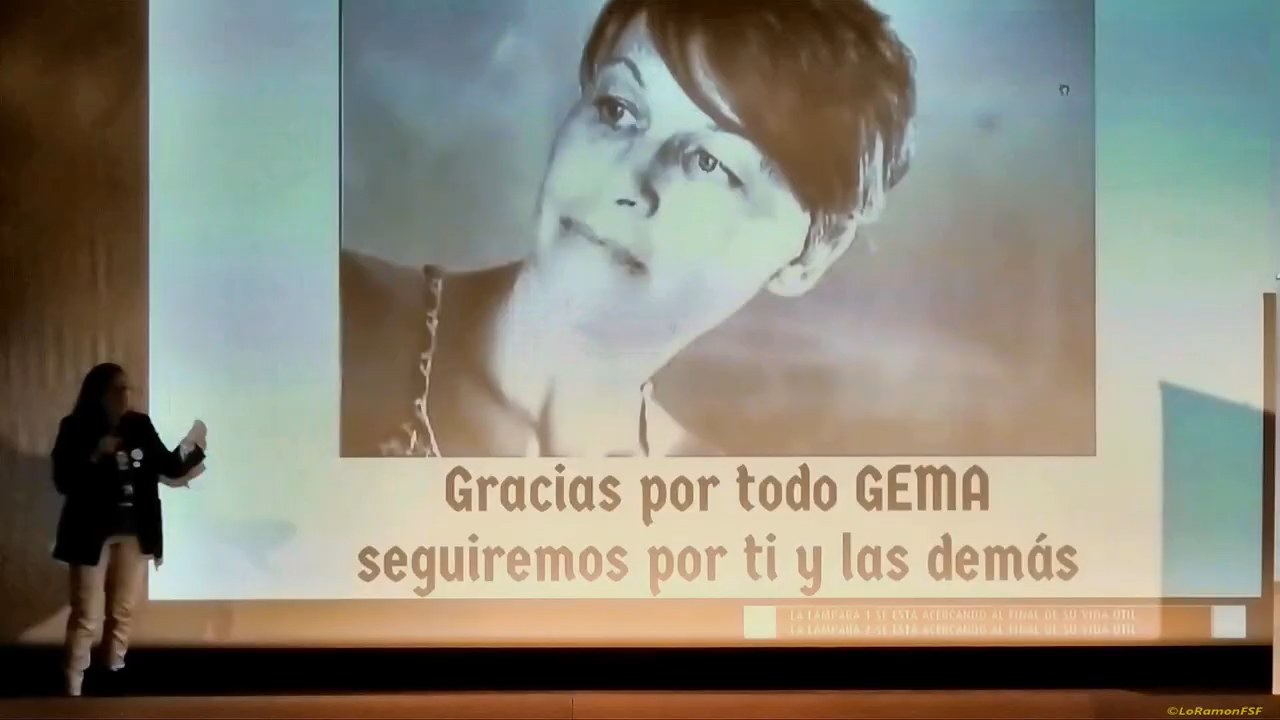 Gracias por todo GEMA
seguiremos por ti y las demás
LA LÁMPARA 1 SE ESTÁ ACERCANDO AL FINAL DE SU VIDA ÚTIL
LA LÁMPARA 2 SE ESTÁ ACERCANDO AL FINAL DE SU VIDA ÚTIL
©LoRamonFSF